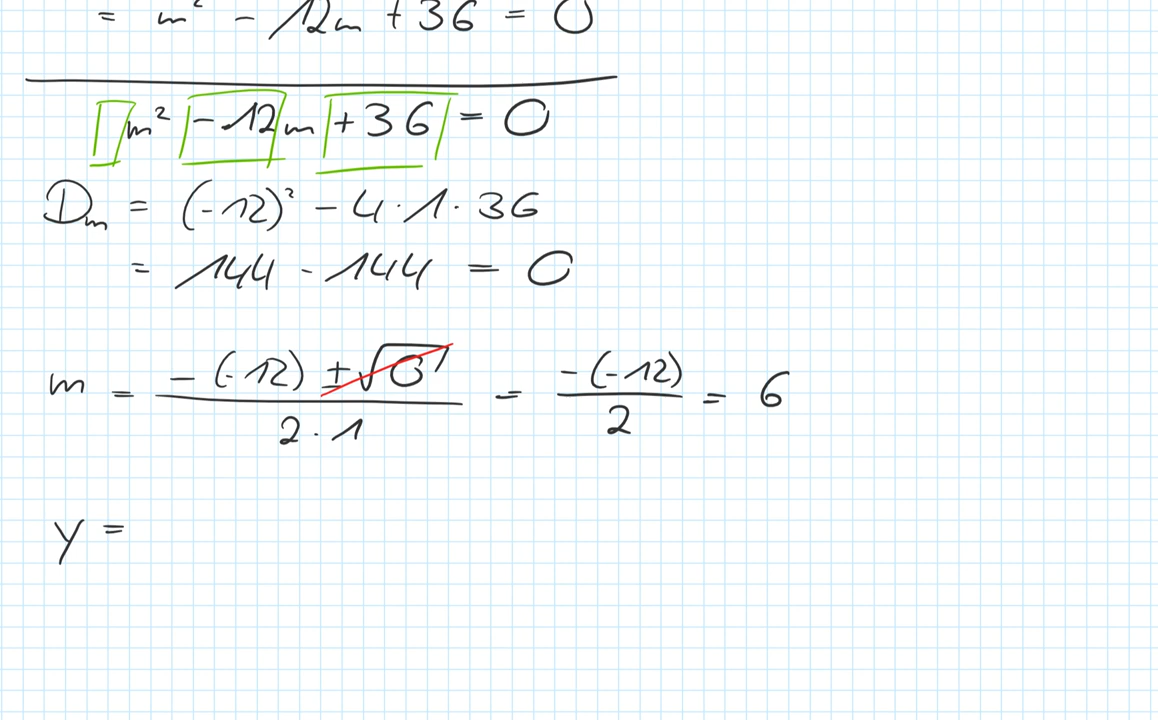 = m² - 12m + 36 = 0
m² - 12m + 36 = 0
Dm = (-12)² - 4 · 1 · 36
= 144 - 144 = 0
m = (-(-12) ± √0) / (2 · 1) = (-(-12)) / 2 = 6
y =